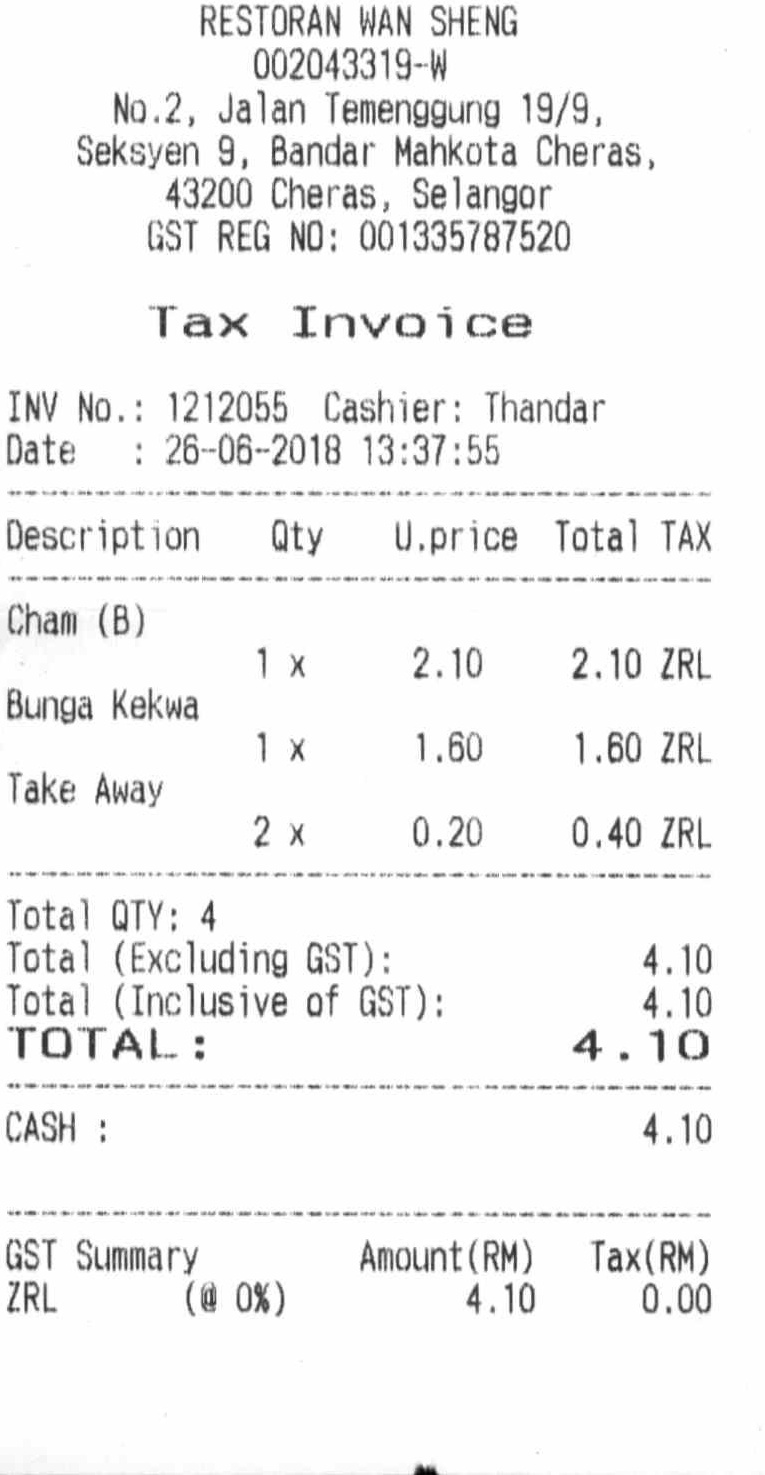 RESTORAN WAN SHENG
002043319-W
No.2, Jalan Temenggung 19/9,
Seksyen 9, Bandar Mahkota Cheras,
43200 Cheras, Selangor
GST REG NO: 001335787520
Tax Invoice
INV No.: 1212055 Cashier: Thandar
Date : 26-06-2018 13:37:55
Description Qty U.price Total TAX
Cham (B)
1 x 2.10 2.10 ZRL
Bunga Kekwa
1 x 1.60 1.60 ZRL
Take Away
2 x 0.20 0.40 ZRL
Total QTY: 4
Total (Excluding GST): 4.10
Total (Inclusive of GST): 4.10
TOTAL: 4.10
CASH : 4.10
GST Summary Amount(RM) Tax(RM)
ZRL (@ 0%) 4.10 0.00